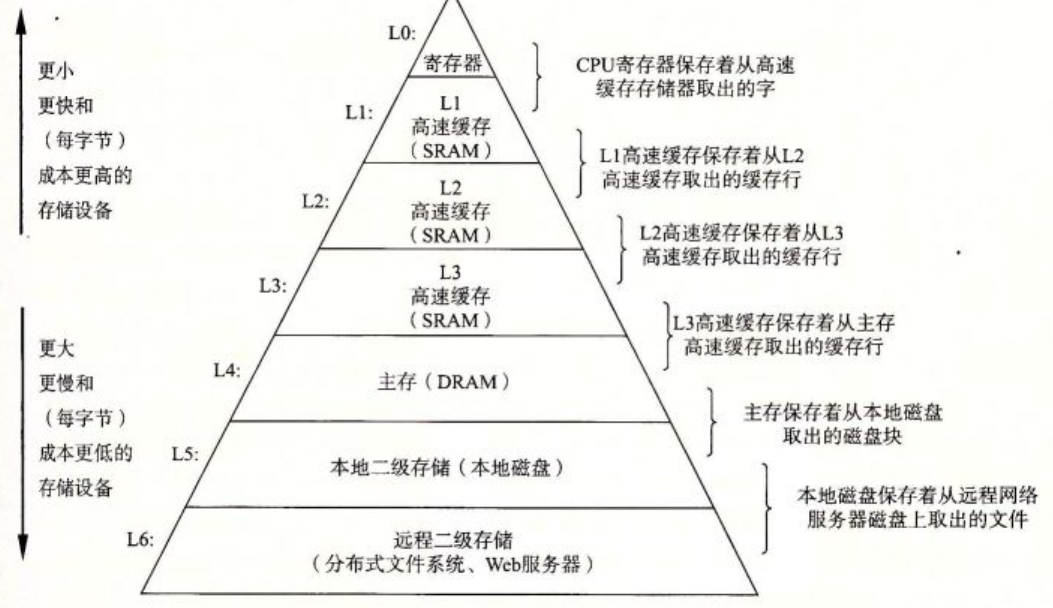 L0:
寄存器
CPU寄存器保存着从高速
缓存存储器取出的字
更小
更快和
（每字节）
成本更高的
存储设备
L1:
L1
高速缓存
（SRAM）
L1高速缓存保存着从L2
高速缓存取出的缓存行
L2:
L2
高速缓存
（SRAM）
L2高速缓存保存着从L3
高速缓存取出的缓存行
L3:
L3
高速缓存
（SRAM）
L3高速缓存保存着从主存
高速缓存取出的缓存行
更大
更慢和
（每字节）
成本更低的
存储设备
L4:
主存（DRAM）
主存保存着从本地磁盘
取出的磁盘块
L5:
本地二级存储（本地磁盘）
本地磁盘保存着从远程网络
服务器磁盘上取出的文件
L6:
远程二级存储
（分布式文件系统、Web服务器）